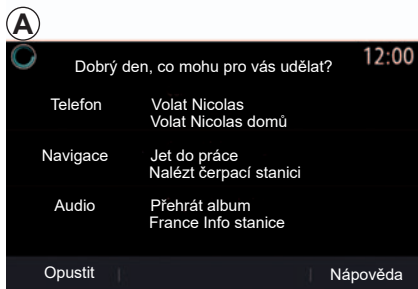 A
12:00
Dobrý den, co mohu pro vás udělat?
Telefon Volat Nicolas
Volat Nicolas domů
Navigace Jet do práce
Nalézt čerpací stanici
Audio Přehrát album
France Info stanice
Opustit Nápověda